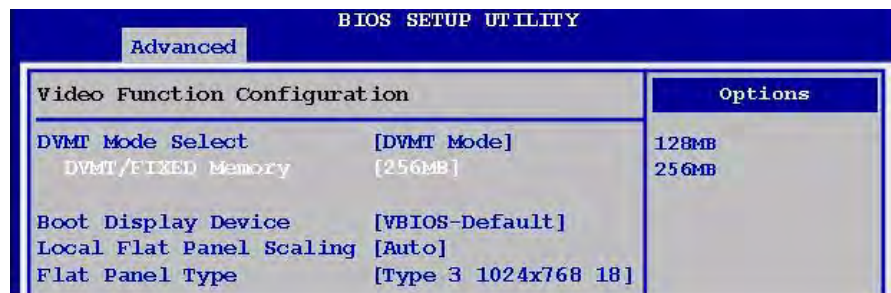 BIOS SETUP UTILITY
Advanced
Video Function Configuration
Options
DVMT Mode Select [DVMT Mode]
DVMT/FIXED Memory [256MB]
Boot Display Device [VBIOS-Default]
Local Flat Panel Scaling [Auto]
Flat Panel Type [Type 3 1024x768 18]
128MB
256MB